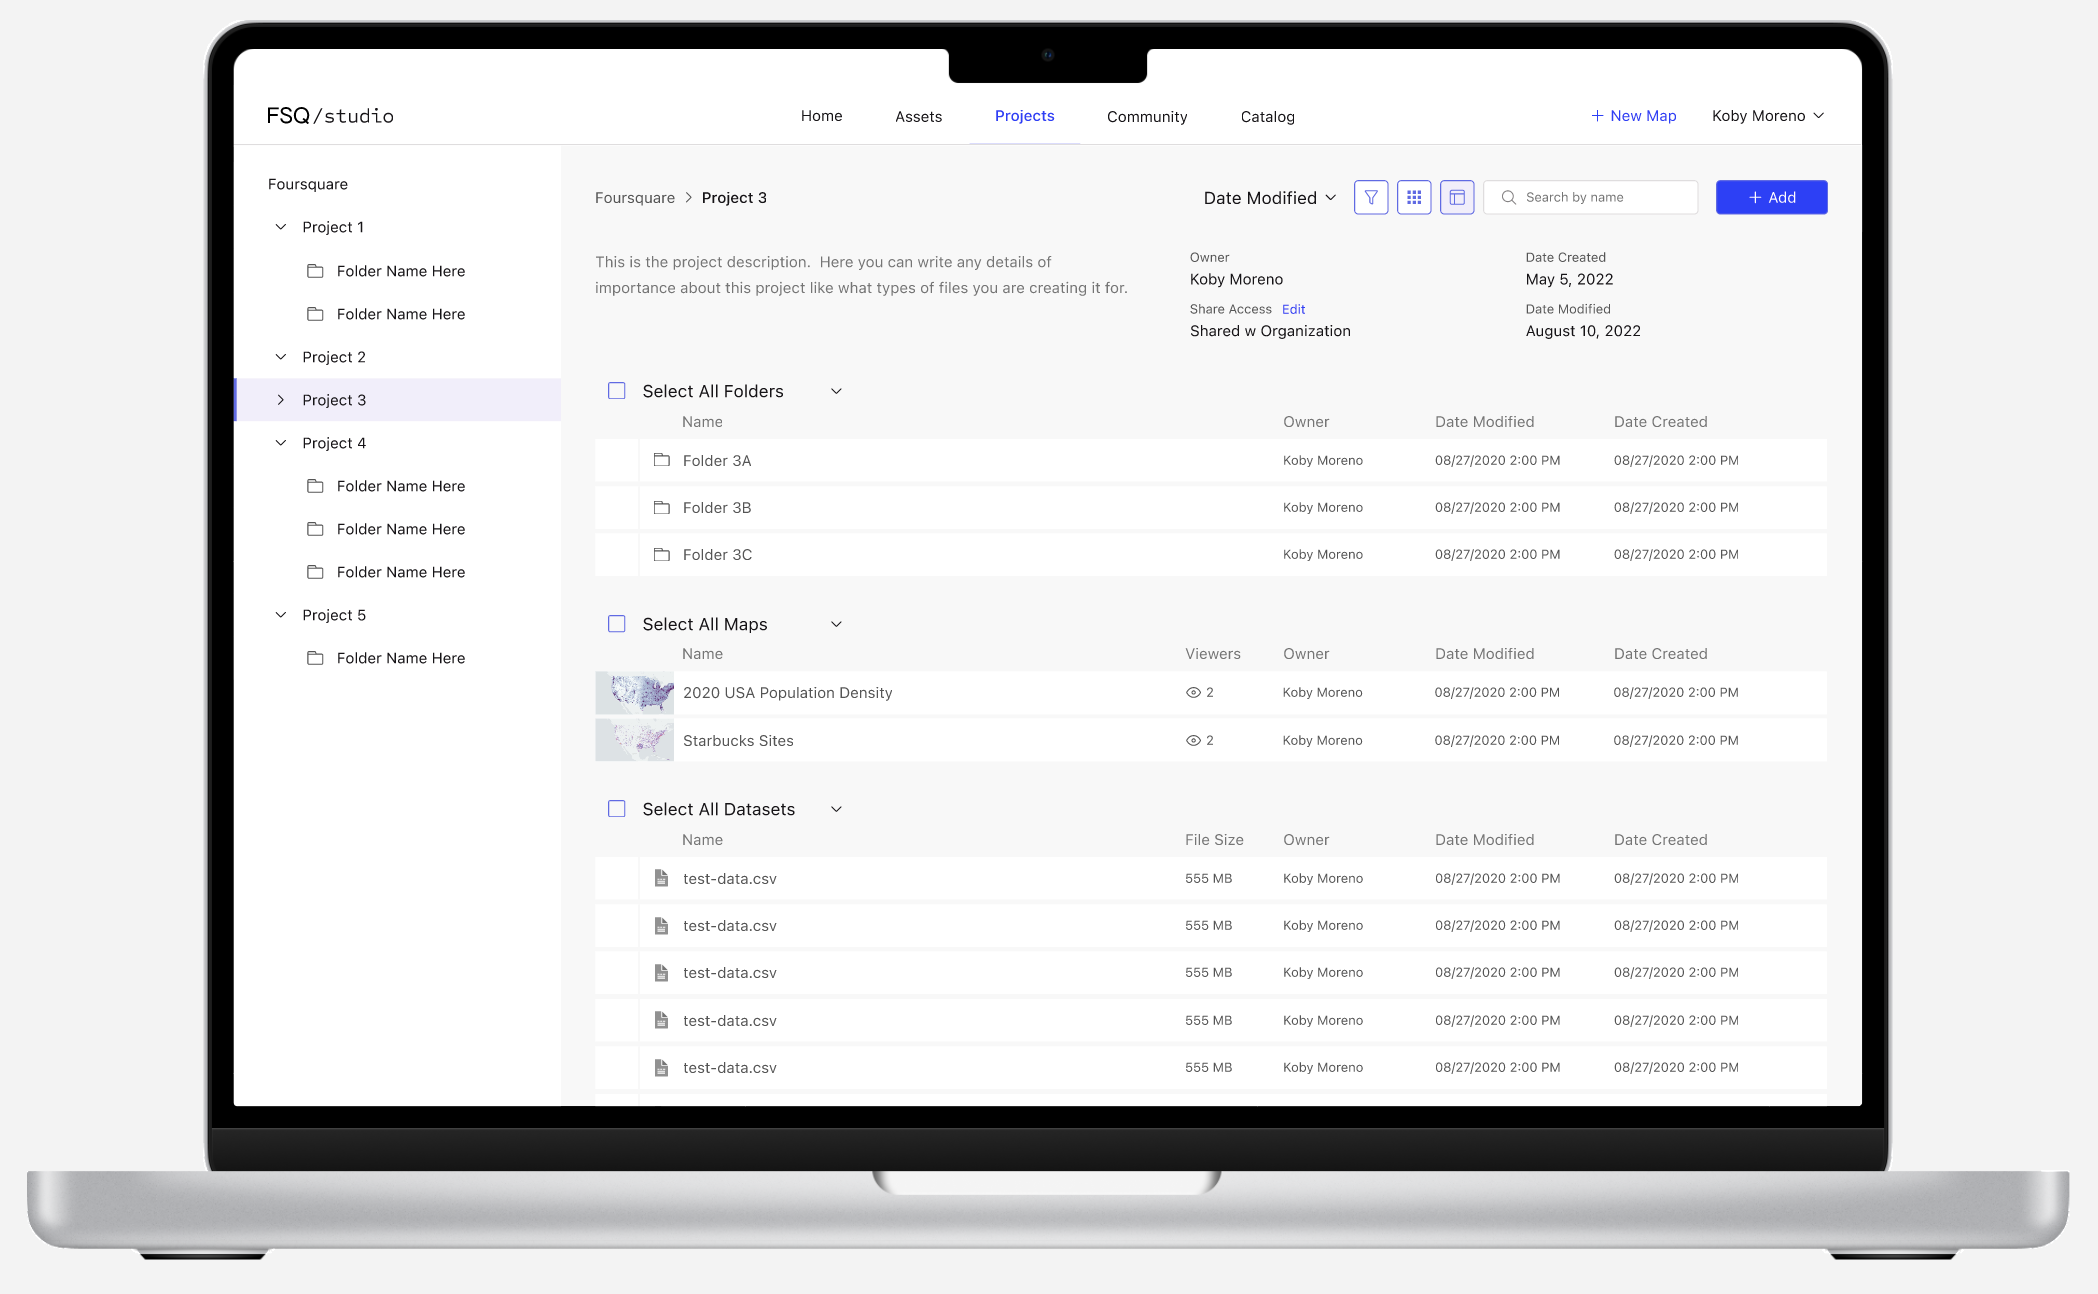 FSQ/studio
Home Assets Projects Community Catalog
+ New Map Koby Moreno
Foursquare
Project 1
Folder Name Here
Folder Name Here
Project 2
Project 3
Project 4
Folder Name Here
Folder Name Here
Folder Name Here
Project 5
Folder Name Here
Foursquare > Project 3
Date Modified
Search by name
+ Add
This is the project description. Here you can write any details of
importance about this project like what types of files you are creating it for.
Owner
Koby Moreno
Share Access Edit
Shared w Organization
Date Created
May 5, 2022
Date Modified
August 10, 2022
Select All Folders
Name Owner Date Modified Date Created
Folder 3A Koby Moreno 08/27/2020 2:00 PM 08/27/2020 2:00 PM
Folder 3B Koby Moreno 08/27/2020 2:00 PM 08/27/2020 2:00 PM
Folder 3C Koby Moreno 08/27/2020 2:00 PM 08/27/2020 2:00 PM
Select All Maps
Name Viewers Owner Date Modified Date Created
2020 USA Population Density 2 Koby Moreno 08/27/2020 2:00 PM 08/27/2020 2:00 PM
Starbucks Sites 2 Koby Moreno 08/27/2020 2:00 PM 08/27/2020 2:00 PM
Select All Datasets
Name File Size Owner Date Modified Date Created
test-data.csv 555 MB Koby Moreno 08/27/2020 2:00 PM 08/27/2020 2:00 PM
test-data.csv 555 MB Koby Moreno 08/27/2020 2:00 PM 08/27/2020 2:00 PM
test-data.csv 555 MB Koby Moreno 08/27/2020 2:00 PM 08/27/2020 2:00 PM
test-data.csv 555 MB Koby Moreno 08/27/2020 2:00 PM 08/27/2020 2:00 PM
test-data.csv 555 MB Koby Moreno 08/27/2020 2:00 PM 08/27/2020 2:00 PM